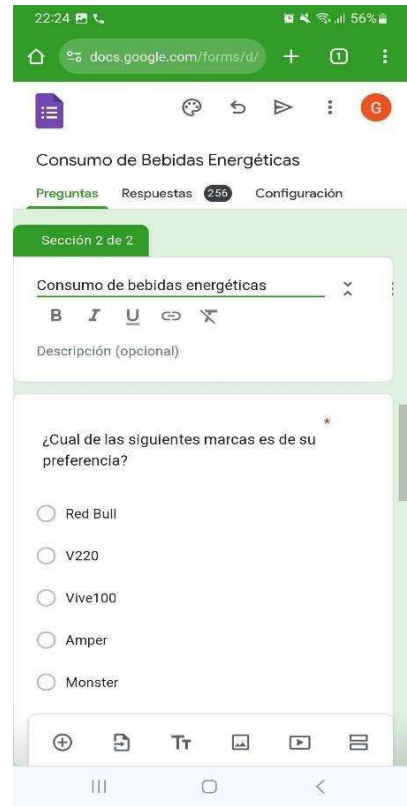 22:24 56%
docs.google.com/forms/d/ 1
G
Consumo de Bebidas Energéticas
Preguntas Respuestas 256 Configuración
Sección 2 de 2
Consumo de bebidas energéticas
B I U
Descripción (opcional)
*
¿Cual de las siguientes marcas es de su
preferencia?
Red Bull
V220
Vive100
Amper
Monster
Tт